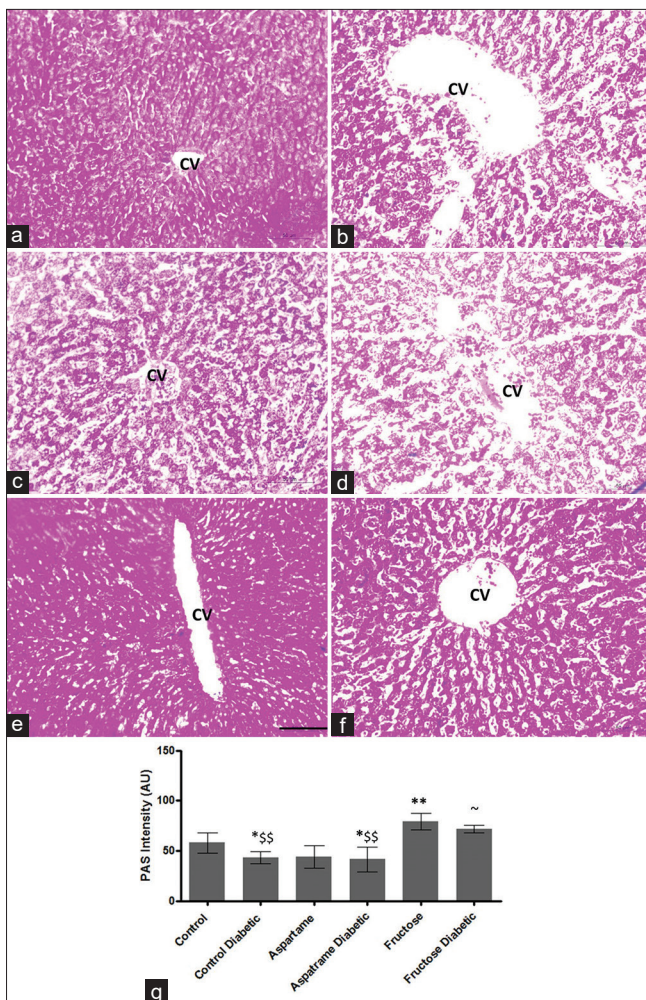 CV
CV
a
b
CV
CV
c
d
CV
CV
e
f
150
100
50
0
PAS Intensity (AU)
*$$
*$$
**
~
Control
Control Diabetic
Aspartame
Aspatrame Diabetic
Fructose
Fructose Diabetic
g